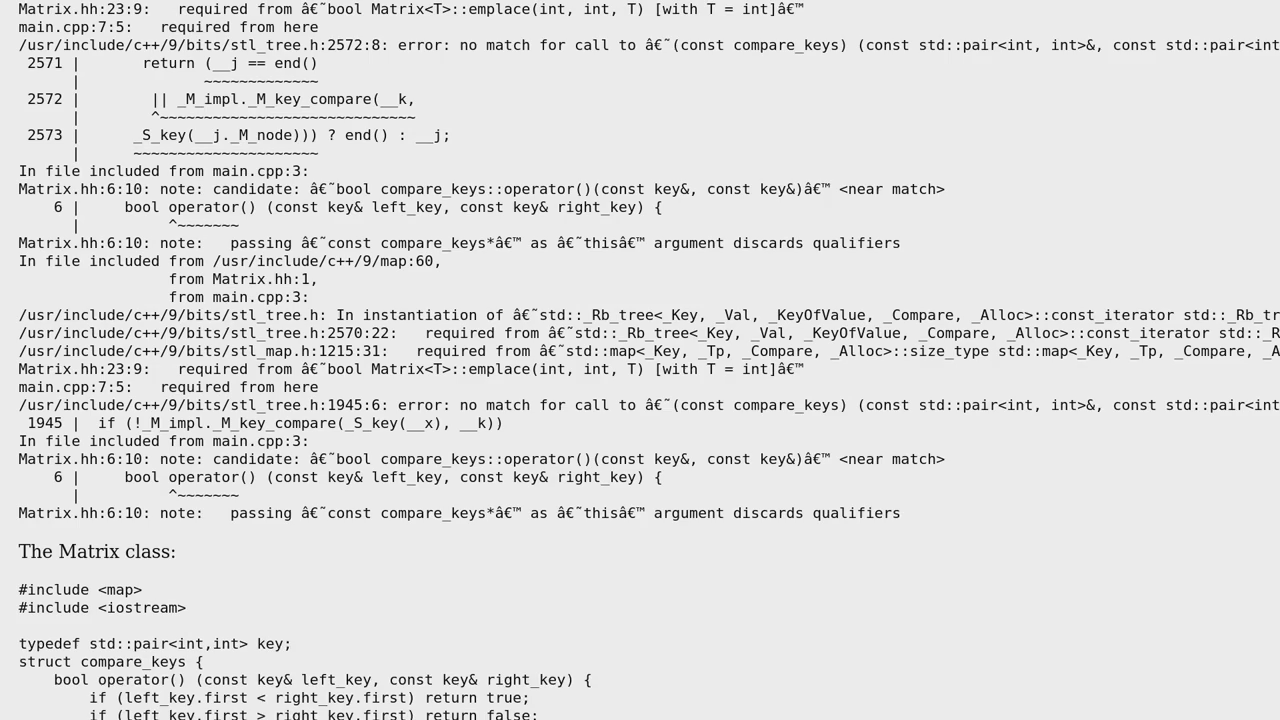 Matrix.hh:23:9:   required from â€˜bool Matrix<T>::emplace(int, int, T) [with T = int]â€™
main.cpp:7:5:   required from here
/usr/include/c++/9/bits/stl_tree.h:2572:8: error: no match for call to â€˜(const compare_keys) (const std::pair<int, int>&, const std::pair<int
 2571 |       return (__j == end()
      |              ~~~~~~~~~~~~~
 2572 |        || _M_impl._M_key_compare(__k,
      |        ^~~~~~~~~~~~~~~~~~~~~~~~~~~~~~
 2573 |      _S_key(__j._M_node))) ? end() : __j;
      |      ~~~~~~~~~~~~~~~~~~~~~
In file included from main.cpp:3:
Matrix.hh:6:10: note: candidate: â€˜bool compare_keys::operator()(const key&, const key&)â€™ <near match>
    6 |     bool operator() (const key& left_key, const key& right_key) {
      |          ^~~~~~~~
Matrix.hh:6:10: note:   passing â€˜const compare_keys*â€™ as â€˜thisâ€™ argument discards qualifiers
In file included from /usr/include/c++/9/map:60,
                 from Matrix.hh:1,
                 from main.cpp:3:
/usr/include/c++/9/bits/stl_tree.h: In instantiation of â€˜std::_Rb_tree<_Key, _Val, _KeyOfValue, _Compare, _Alloc>::const_iterator std::_Rb_tr
/usr/include/c++/9/bits/stl_tree.h:2570:22:   required from â€˜std::_Rb_tree<_Key, _Val, _KeyOfValue, _Compare, _Alloc>::const_iterator std::_R
/usr/include/c++/9/bits/stl_map.h:1215:31:   required from â€˜std::map<_Key, _Tp, _Compare, _Alloc>::size_type std::map<_Key, _Tp, _Compare, _A
Matrix.hh:23:9:   required from â€˜bool Matrix<T>::emplace(int, int, T) [with T = int]â€™
main.cpp:7:5:   required from here
/usr/include/c++/9/bits/stl_tree.h:1945:6: error: no match for call to â€˜(const compare_keys) (const std::pair<int, int>&, const std::pair<int
 1945 |  if (!_M_impl._M_key_compare(_S_key(__x), __k))
In file included from main.cpp:3:
Matrix.hh:6:10: note: candidate: â€˜bool compare_keys::operator()(const key&, const key&)â€™ <near match>
    6 |     bool operator() (const key& left_key, const key& right_key) {
      |          ^~~~~~~~
Matrix.hh:6:10: note:   passing â€˜const compare_keys*â€™ as â€˜thisâ€™ argument discards qualifiers
The Matrix class:
#include <map>
#include <iostream>
typedef std::pair<int,int> key;
struct compare_keys {
    bool operator() (const key& left_key, const key& right_key) {
        if (left_key.first < right_key.first) return true;
        if (left_key.first > right_key.first) return false;